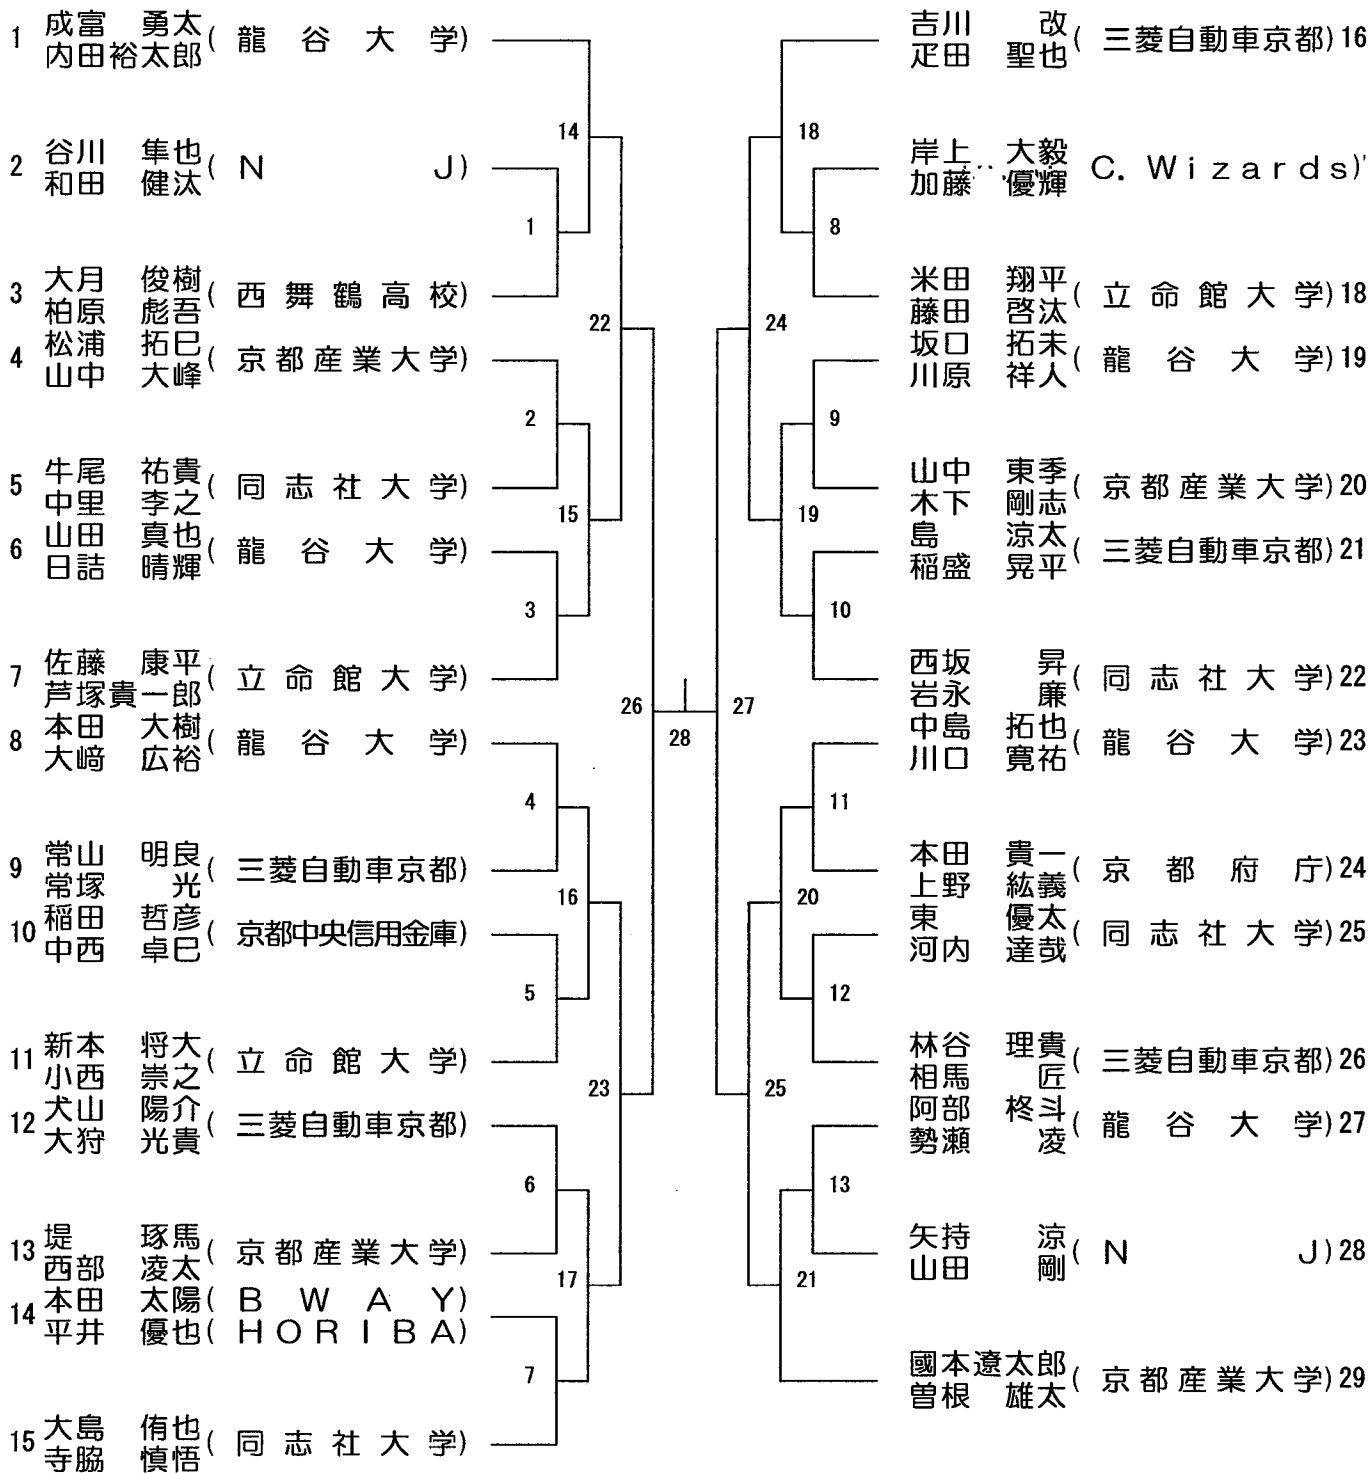 1 成富 勇太 (龍谷大学)
内田裕太郎
2 谷川 隼也 (NJ)
和田 健汰
3 大月 俊樹 (西舞鶴高校)
柏原 彪吾
4 松浦 拓巳 (京都産業大学)
山中 大峰
5 牛尾 祐貴 (同志社大学)
中里 李之
6 山田 真也 (龍谷大学)
日詰 晴輝
7 佐藤 康平 (立命館大学)
芦塚貴一郎
8 本田 大樹 (龍谷大学)
大﨑 広裕
9 常山 明良 (三菱自動車京都)
常塚 光
10 稲田 哲彦 (京都中央信用金庫)
中西 卓巳
11 新本 将大 (立命館大学)
小西 崇之
12 犬山 陽介 (三菱自動車京都)
大狩 光貴
13 堤 琢馬 (京都産業大学)
西部 凌太
14 本田 太陽 (BWAY)
平井 優也 (HORIBA)
15 大島 侑也 (同志社大学)
寺脇 慎悟
14
1
22
2
15
3
26
4
16
5
23
6
17
7
28
18
8
24
9
19
10
27
11
20
12
25
13
21
吉川 改 (三菱自動車京都) 16
疋田 聖也
岸上 大毅 C. Wizards)
加藤 優輝
米田 翔平 (立命館大学) 18
藤田 啓汰
坂口 拓未 (龍谷大学) 19
川原 祥人
山中 東季 (京都産業大学) 20
木下 剛志
島 涼太 (三菱自動車京都) 21
稲盛 晃平
西坂 昇 (同志社大学) 22
岩永 廉
中島 拓也 (龍谷大学) 23
川口 寛祐
本田 貴一 (京都府庁) 24
上野 紘義
東 優太 (同志社大学) 25
河内 達哉
林谷 理貴 (三菱自動車京都) 26
相馬 匠
阿部 柊斗 (龍谷大学) 27
勢瀬 凌
矢持 涼 (NJ) 28
山田 剛
國本遼太郎 (京都産業大学) 29
曽根 雄太